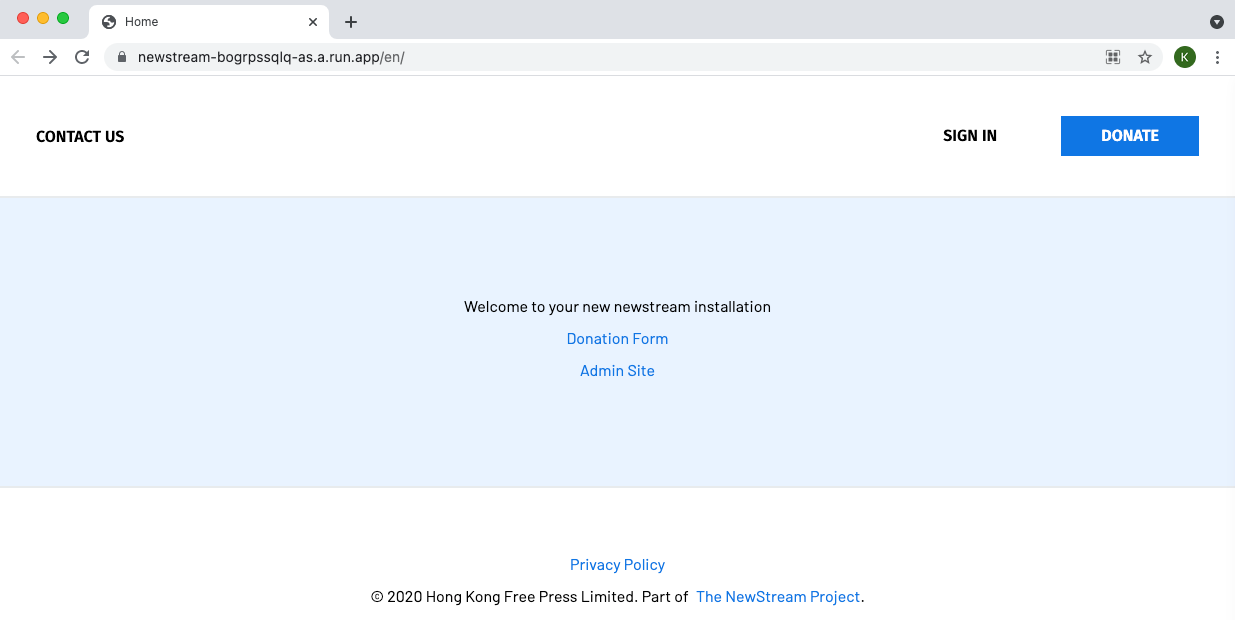 Home
newstream-bogrpssqlq-as.a.run.app/en/
K
CONTACT US
SIGN IN
DONATE
Welcome to your new newstream installation
Donation Form
Admin Site
Privacy Policy
© 2020 Hong Kong Free Press Limited. Part of The NewStream Project.